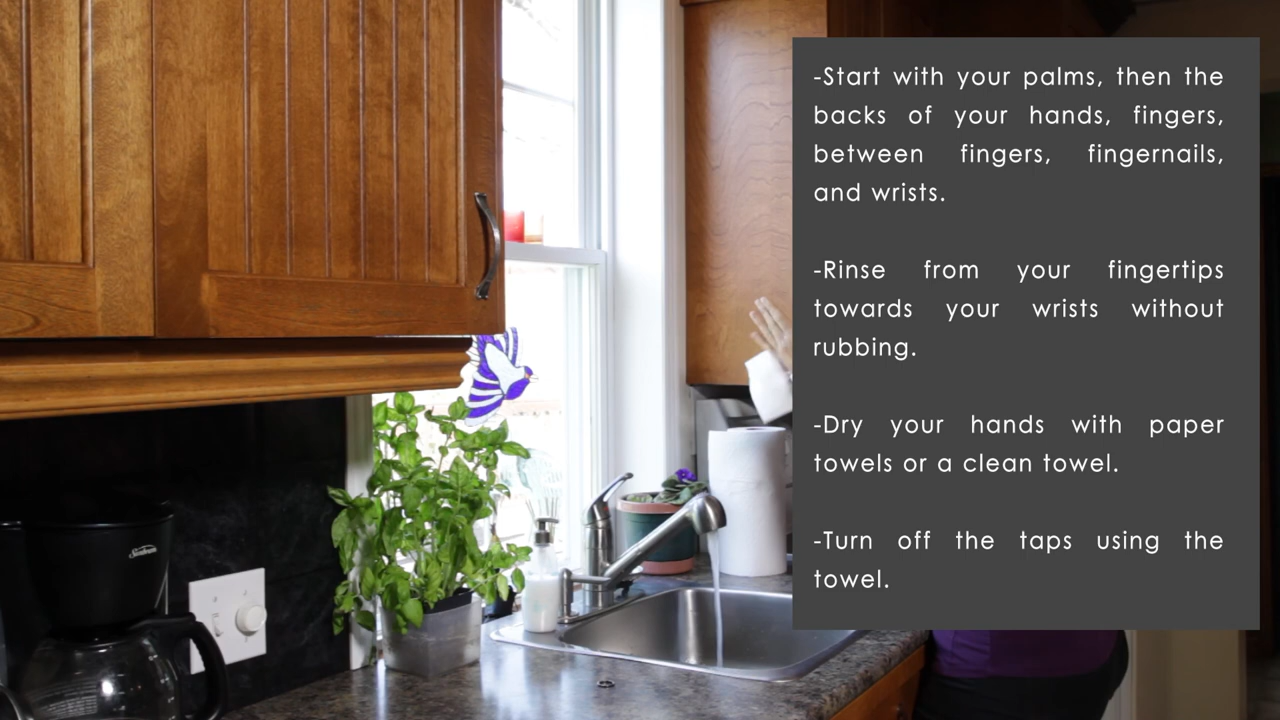 -Start with your palms, then the
backs of your hands, fingers,
between fingers, fingernails,
and wrists.
-Rinse from your fingertips
towards your wrists without
rubbing.
-Dry your hands with paper
towels or a clean towel.
-Turn off the taps using the
towel.
Sunbeam